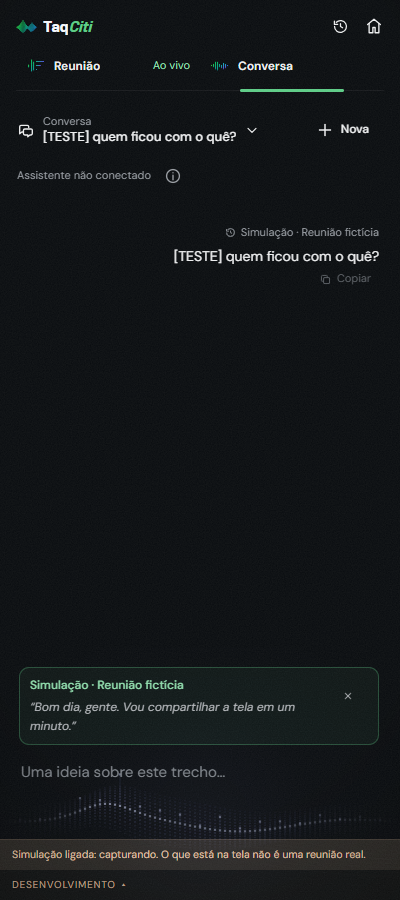 TaqCiti
Reunião
Ao vivo
Conversa
Conversa
[TESTE] quem ficou com o quê?
Nova
Assistente não conectado
Simulação · Reunião fictícia
[TESTE] quem ficou com o quê?
Copiar
Simulação · Reunião fictícia
“Bom dia, gente. Vou compartilhar a tela em um
minuto.”
Uma ideia sobre este trecho...
Simulação ligada: capturando. O que está na tela não é uma reunião real.
DESENVOLVIMENTO